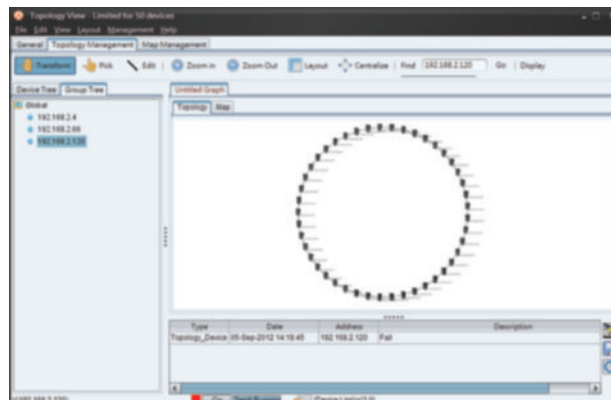 Topology View - Limited for 50 devices
File Edit View Layout Management Help
General Topology Management Map Management
Transform Pick Edit Zoom in Zoom Out Layout Centralize Find 192.168.2.120 Go Display
Device Tree Group Tree
Untitled Graph
Global
Topology Map
192.168.2.4
192.168.2.66
192.168.2.120
Type Date Address Description
Topology_Device 05-Sep-2012 14:18:45 192.168.2.120 Fail